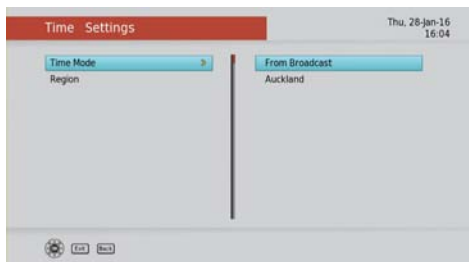 Time Settings
Thu, 28-Jan-16
16:04
Time Mode
From Broadcast
Region
Auckland
Exit
Back